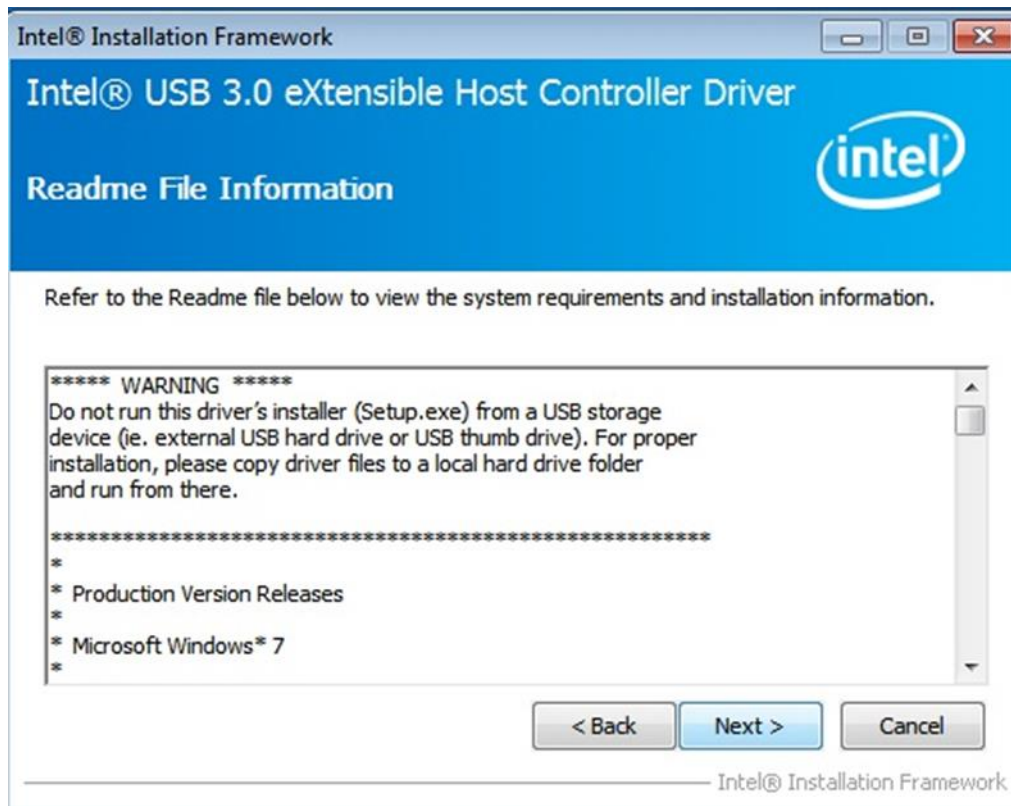 Intel® Installation Framework
Intel® USB 3.0 eXtensible Host Controller Driver
intel
Readme File Information
Refer to the Readme file below to view the system requirements and installation information.
***** WARNING *****
Do not run this driver's installer (Setup.exe) from a USB storage
device (ie. external USB hard drive or USB thumb drive). For proper
installation, please copy driver files to a local hard drive folder
and run from there.
*******************************************************
*
* Production Version Releases
*
* Microsoft Windows* 7
*
< Back Next > Cancel
Intel® Installation Framework